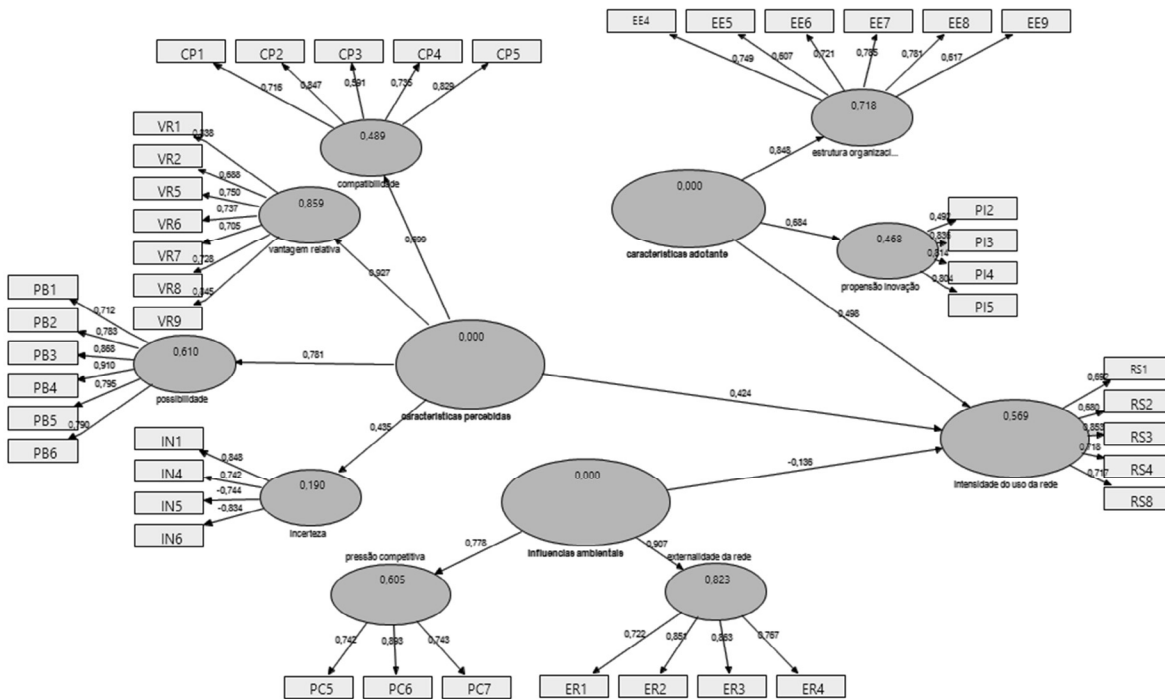 EE4 EE5 EE6 EE7 EE8 EE9
0,749 0,607 0,721 0,785 0,781 0,617
CP1 CP2 CP3 CP4 CP5
0,716 0,847 0,591 0,735 0,829
0,718
estrutura organizaci...
0,848
VR1
VR2
VR5
VR6
VR7
VR8
VR9
0,688
0,750
0,737
0,705
0,728
0,489
compatibilidade
0,859
vantagem relativa
0,699
0,927
0,000
características adotante
0,684
0,468
propensão inovação
0,492
0,814
0,804
PI2
PI3
PI4
PI5
0,498
PB1
PB2
PB3
PB4
PB5
PB6
0,712
0,783
0,868
0,910
0,795
0,790
0,610
possibilidade
0,781
0,000
características percebidas
0,424
0,435
RS1
RS2
RS3
RS4
RS8
0,692
0,680
0,853
0,718
0,717
0,569
intensidade do uso da rede
IN1
IN4
IN5
IN6
0,848
0,742
-0,744
-0,834
0,190
incerteza
0,000
influencias ambientais
-0,136
0,778
0,907
pressão competitiva
0,605
externalidade da rede
0,823
0,742 0,893 0,743
0,722 0,851 0,863 0,767
PC5 PC6 PC7
ER1 ER2 ER3 ER4